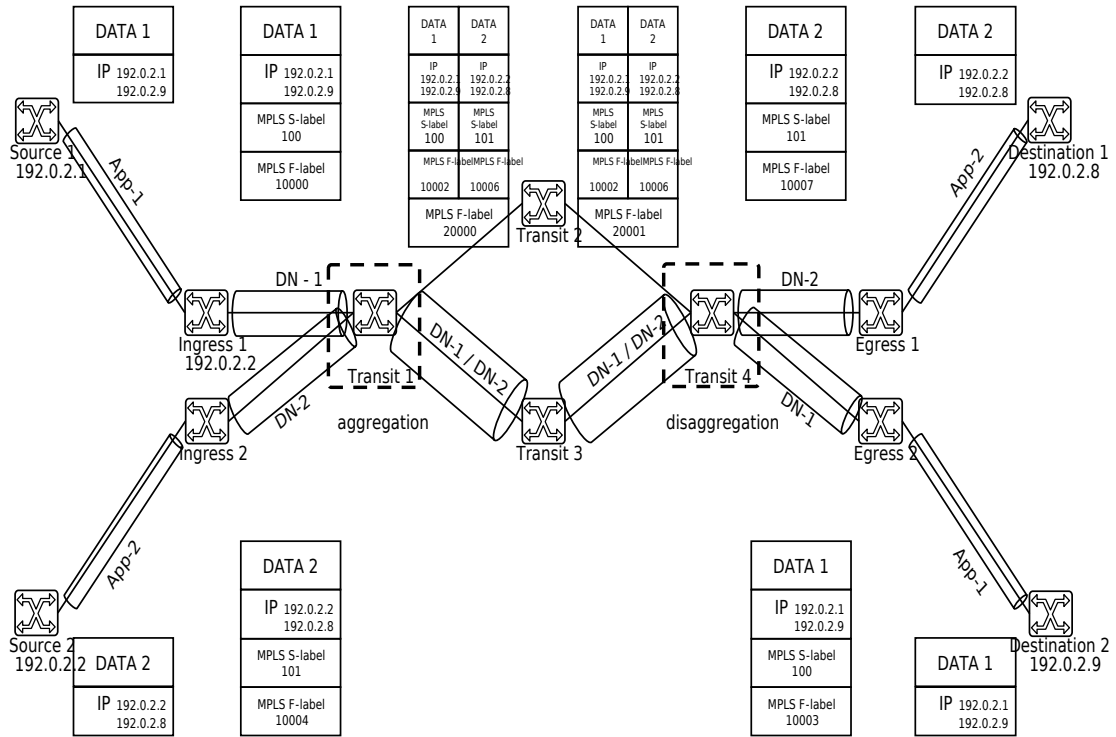 DATA 1
IP 192.0.2.1
192.0.2.9
DATA 1
IP 192.0.2.1
192.0.2.9
MPLS S-label
100
MPLS F-label
10000
DATA
1
IP
192.0.2.1
192.0.2.9
MPLS
S-label
100
MPLS F-label
10002
DATA
2
IP
192.0.2.2
192.0.2.8
MPLS
S-label
101
MPLS F-label
10006
MPLS F-label
20000
DATA
1
IP
192.0.2.1
192.0.2.9
MPLS
S-label
100
MPLS F-label
10002
DATA
2
IP
192.0.2.2
192.0.2.8
MPLS
S-label
101
MPLS F-label
10006
MPLS F-label
20001
DATA 2
IP 192.0.2.2
192.0.2.8
MPLS S-label
101
MPLS F-label
10007
DATA 2
IP 192.0.2.2
192.0.2.8
Source 1
192.0.2.1
App-1
Transit 2
App-2
Destination 1
192.0.2.8
DN - 1
Ingress 1
192.0.2.2
Transit 1
DN-1 / DN-2
DN-1 / DN-2
Transit 4
DN-2
Egress 1
DN-2
Ingress 2
aggregation
Transit 3
disaggregation
DN-1
Egress 2
App-2
App-1
Source 2
192.0.2.2
Destination 2
192.0.2.9
DATA 2
IP 192.0.2.2
192.0.2.8
DATA 2
IP 192.0.2.2
192.0.2.8
MPLS S-label
101
MPLS F-label
10004
DATA 1
IP 192.0.2.1
192.0.2.9
MPLS S-label
100
MPLS F-label
10003
DATA 1
IP 192.0.2.1
192.0.2.9